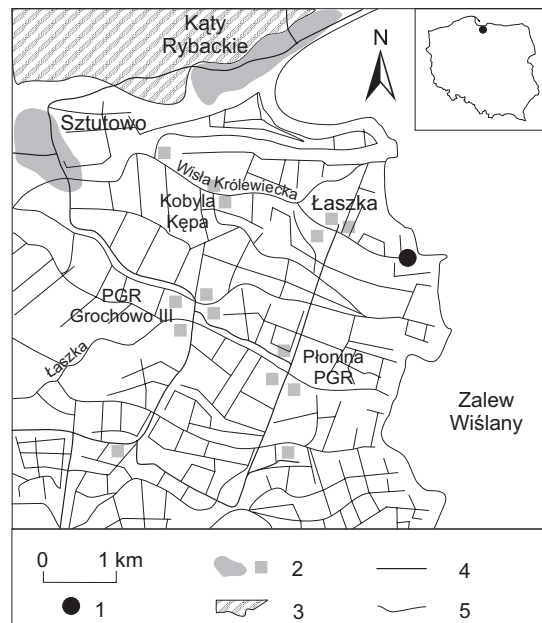 Kąty
Rybackie
N
Sztutowo
Wisła Królewiecka
Kobyla
Kępa
Łaszka
PGR
Grochowo III
Łaszka
Płonina
PGR
Zalew
Wiślany
0 1 km
1
2
3
4
5